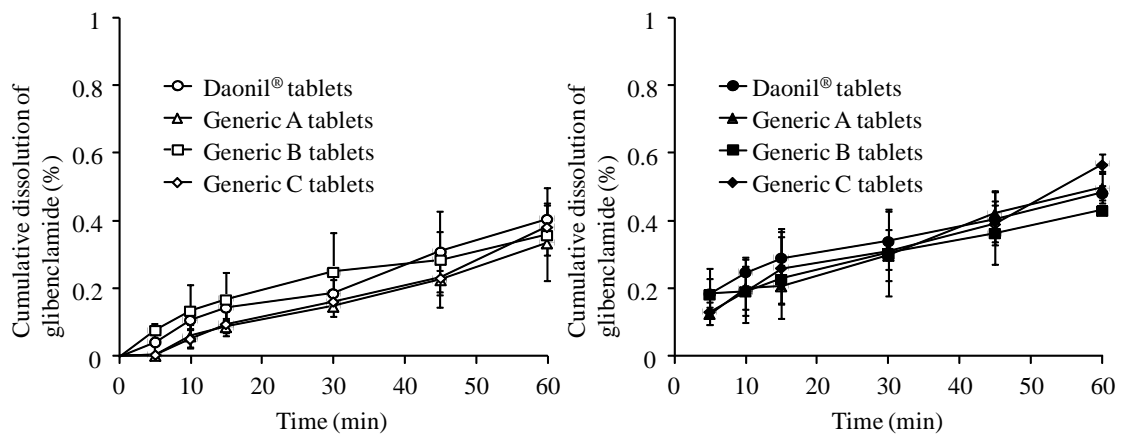 Cumulative dissolution of
glibenclamide (%)
1
0.8
0.6
0.4
0.2
0
Daonil® tablets
Generic A tablets
Generic B tablets
Generic C tablets
0 10 20 30 40 50 60
Time (min)
Cumulative dissolution of
glibenclamide (%)
1
0.8
0.6
0.4
0.2
0
Daonil® tablets
Generic A tablets
Generic B tablets
Generic C tablets
0 10 20 30 40 50 60
Time (min)